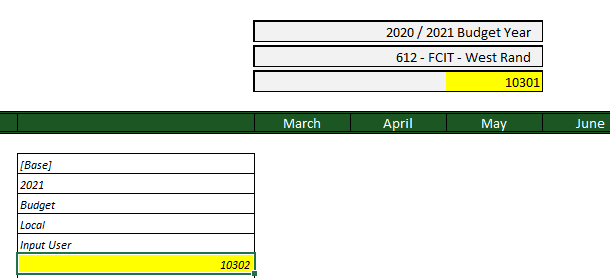 2020 / 2021 Budget Year
612 - FCIT - West Rand
10301
March April May June
[Base]
2021
Budget
Local
Input User
10302